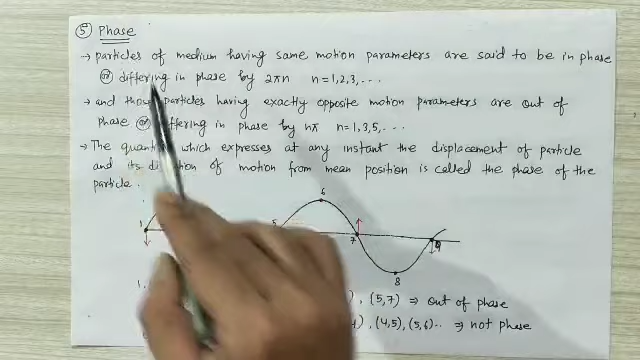 ⑤ Phase
→ particles of medium having same motion parameters are said to be in phase
(or) differing in phase by 2πn n = 1,2,3,...
→ and those particles having exactly opposite motion parameters are out of
phase (or) differing in phase by nπ n = 1,3,5,...
→ The quantity which expresses at any instant the displacement of particle
and its direction of motion from mean position is called the phase of the
particle.
6
1 5 7 9
8
1,
), (5,7) ⇒ out of phase
), (4,5), (5,6).. ⇒ not phase